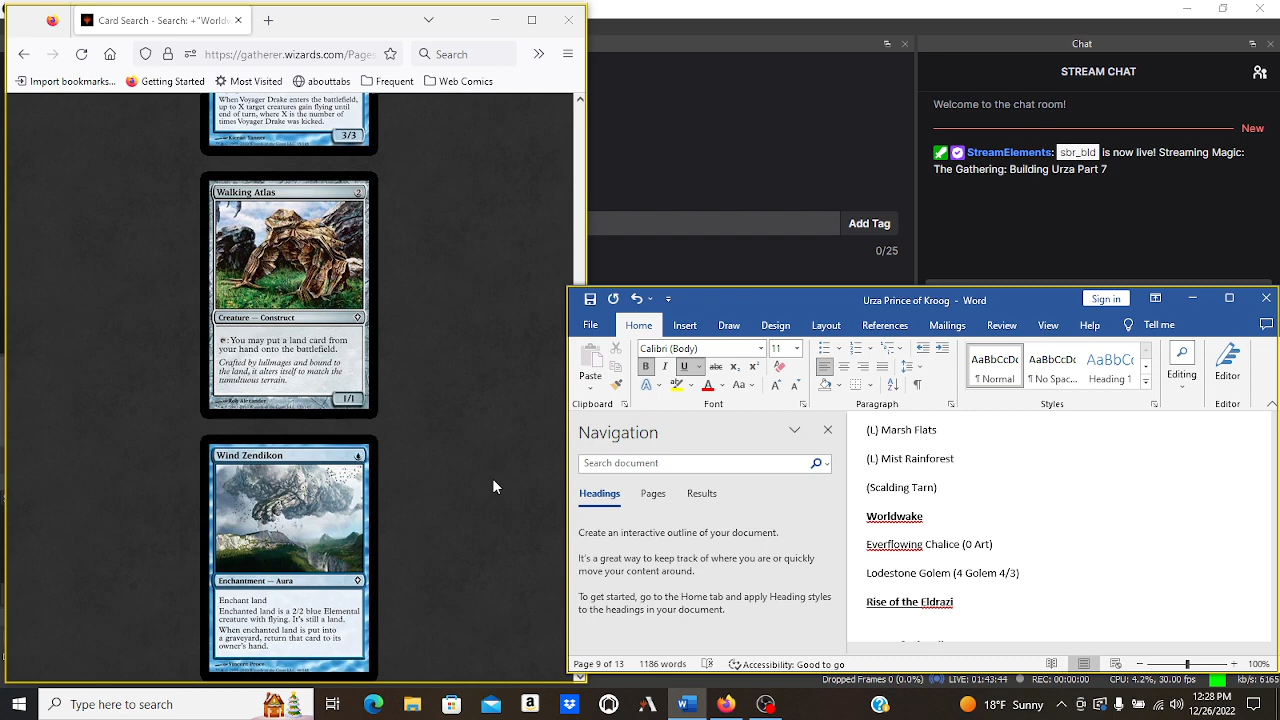 Card Search - Search: +"Worldw
https://gatherer.wizards.com/Pages
Search
Import bookmarks...
Getting Started
Most Visited
abouttabs
Frequent
Web Comics
When Voyager Drake enters the battlefield,
up to X target creatures gain flying until
end of turn, where X is the number of
times Voyager Drake was kicked.
3/3
Walking Atlas
2
Creature — Construct
: You may put a land card from
your hand onto the battlefield.
Crafted by lullmages and bound to
the land, it alters itself to match the
tumultuous terrain.
Rob Alexander
1/1
Wind Zendikon
Enchantment — Aura
Enchant land
Enchanted land is a 2/2 blue Elemental
creature with flying. It's still a land.
When enchanted land is put into
a graveyard, return that card to its
owner's hand.
Vincent Proce
Add Tag
0/25
Chat
STREAM CHAT
Welcome to the chat room!
New
StreamElements: sbr_bld is now live! Streaming Magic:
The Gathering: Building Urza Part 7
Urza Prince of Kroog - Word
Sign in
File
Home
Insert
Draw
Design
Layout
References
Mailings
Review
View
Help
Tell me
Paste
Calibri (Body)
11
AaBbCcDc
AaBbCcDc
AaBbCc
¶ Normal
¶ No Spac...
Heading 1
Editing
Editor
Clipboard
Font
Paragraph
Styles
Editor
Navigation
Search document
Headings
Pages
Results
Create an interactive outline of your document.
It's a great way to keep track of where you are or quickly
move your content around.
To get started, go to the Home tab and apply Heading styles
to the headings in your document.
(L) Marsh Flats
(L) Mist Rainforest
(Scalding Tarn)
Worldwake
Everflowing Chalice (0 Art)
Lodestone Golem (4 Golem 4/3)
Rise of the Eldrazi
Page 9 of 13
1186 words
Accessibility: Good to go
100%
Dropped Frames 0 (0.0%)
LIVE: 01:43:44
REC: 00:00:00
CPU: 4.2%, 30.00 fps
kb/s: 6165
Type here to search
18°F Sunny
12:28 PM
12/26/2022